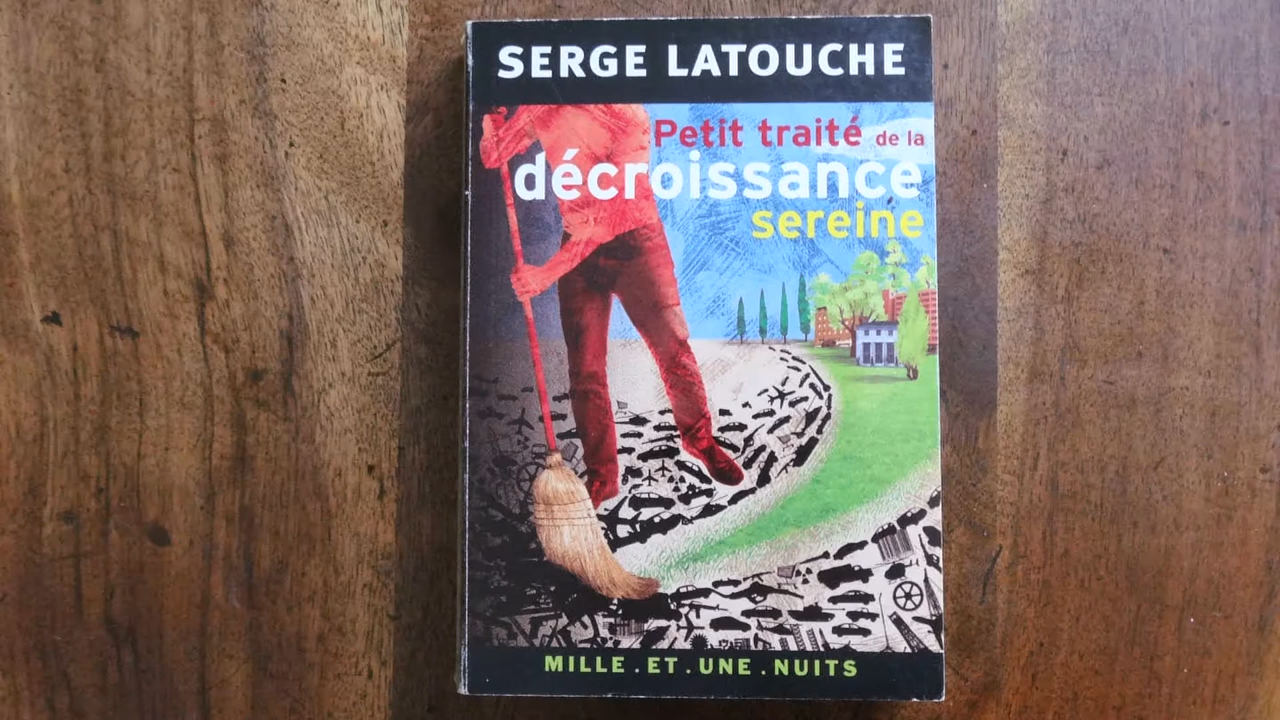 SERGE LATOUCHE
Petit traité de la
décroissance
sereine
MILLE . ET . UNE . NUITS